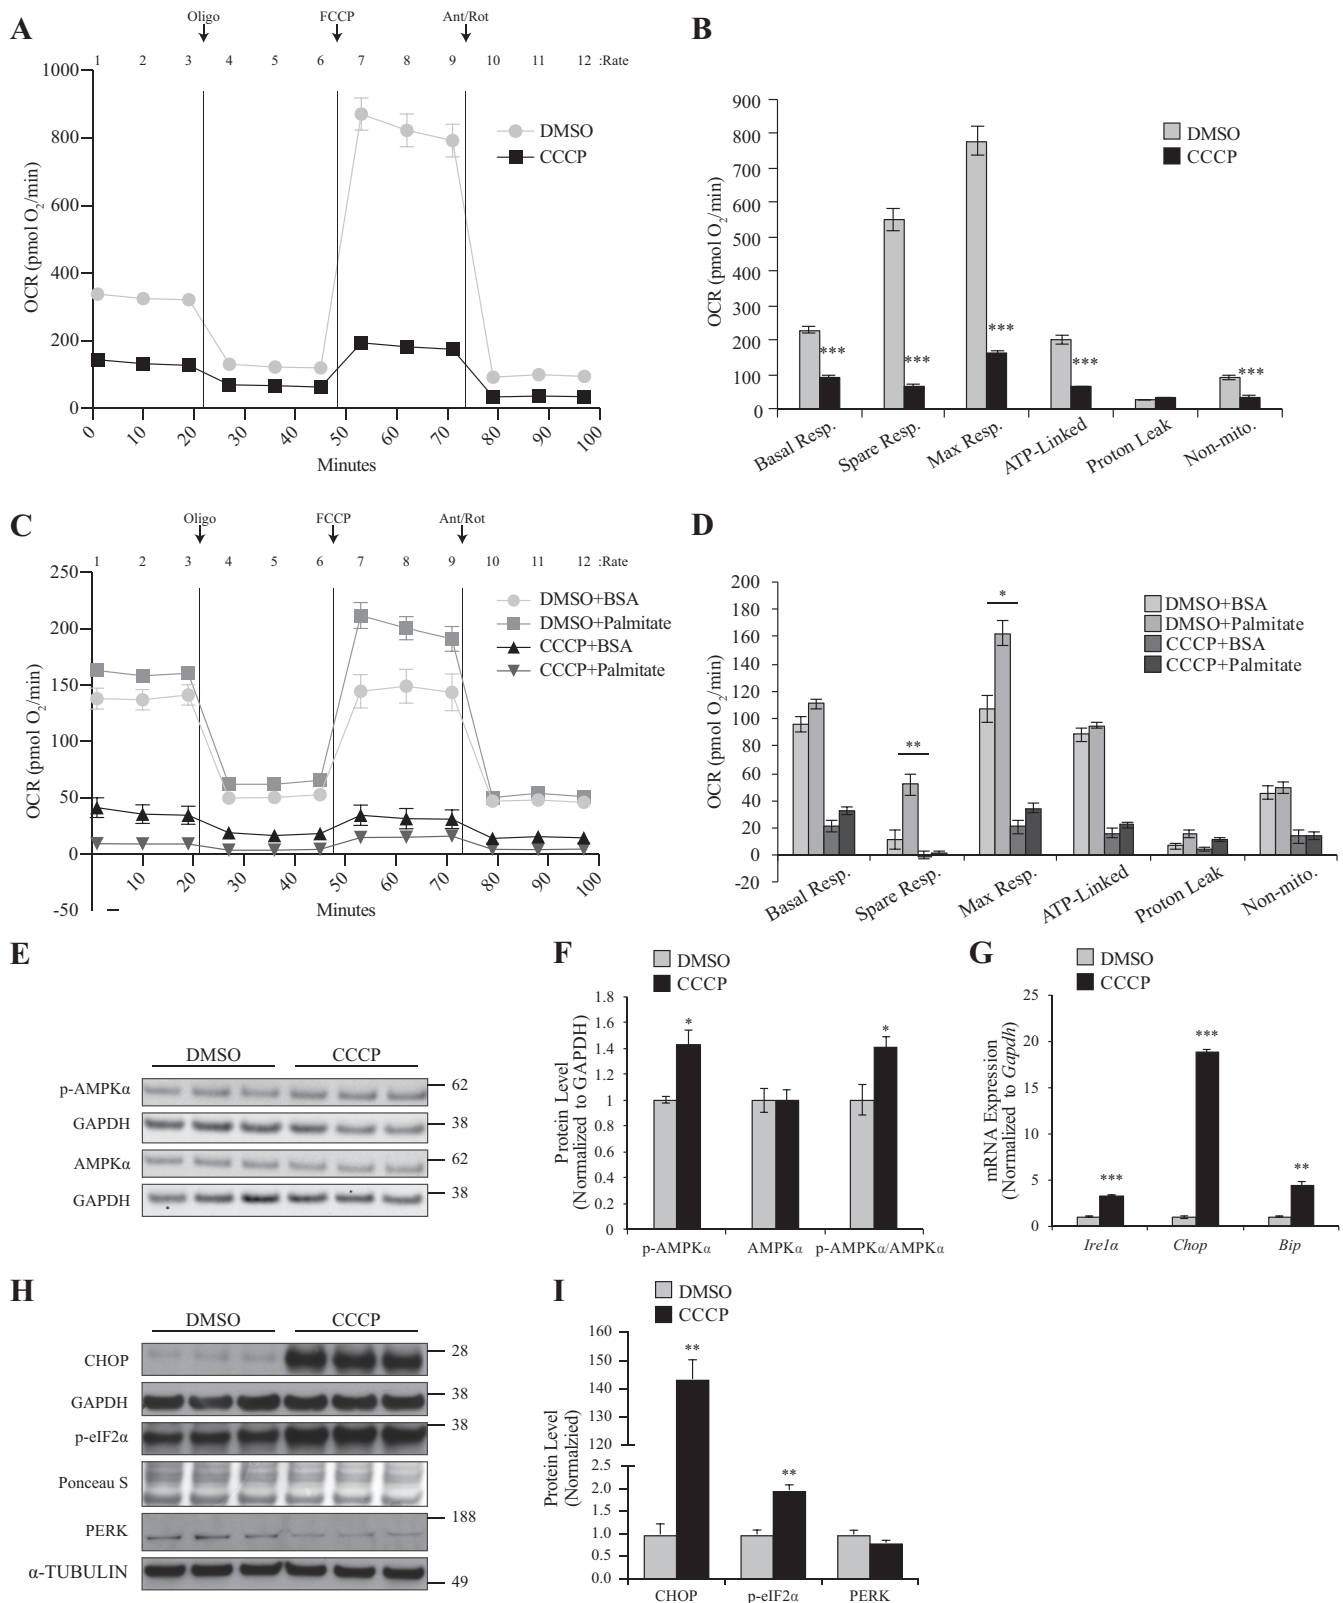 A
Oligo FCCP Ant/Rot
1 2 3 4 5 6 7 8 9 10 11 12 :Rate
1000
800
600
400
200
0
OCR (pmol O2/min)
DMSO
CCCP
0 10 20 30 40 50 60 70 80 90 100
Minutes
B
900
800
700
600
500
400
300
200
100
0
OCR (pmol O2/min)
DMSO
CCCP
*** *** *** *** ***
Basal Resp. Spare Resp. Max Resp. ATP-Linked Proton Leak Non-mito.
C
Oligo FCCP Ant/Rot
1 2 3 4 5 6 7 8 9 10 11 12 :Rate
250
200
150
100
50
0
-50
OCR (pmol O2/min)
DMSO+BSA
DMSO+Palmitate
CCCP+BSA
CCCP+Palmitate
10 20 30 40 50 60 70 80 90 100
Minutes
D
200
180
160
140
120
100
80
60
40
20
0
-20
OCR (pmol O2/min)
DMSO+BSA
DMSO+Palmitate
CCCP+BSA
CCCP+Palmitate
** *
Basal Resp. Spare Resp. Max Resp. ATP-Linked Proton Leak Non-mito.
E
DMSO CCCP
p-AMPKα 62
GAPDH 38
AMPKα 62
GAPDH 38
F
DMSO
CCCP
1.8
1.6
1.4
1.2
1
0.8
0.6
0.4
0.2
0
Protein Level
(Normalized to GAPDH)
* *
p-AMPKα AMPKα p-AMPKα/AMPKα
G
DMSO
CCCP
25
20
15
10
5
0
mRNA Expression
(Normalized to Gapdh)
*** *** **
Ire1α Chop Bip
H
DMSO CCCP
CHOP 28
GAPDH 38
p-eIF2α 38
Ponceau S
PERK 188
α-TUBULIN 49
I
DMSO
CCCP
160
150
140
130
120
2.0
1.5
1.0
0.5
0.0
Protein Level
(Normalzied)
** **
CHOP p-eIF2α PERK